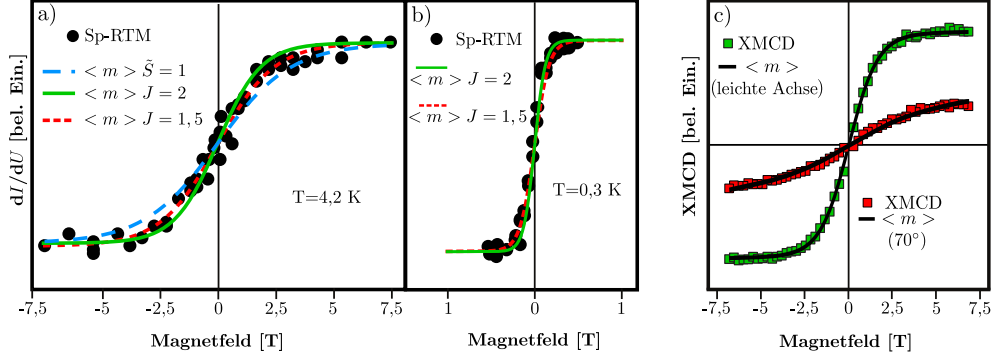 a)
Sp-RTM
< m > S̃ = 1
< m > J = 2
< m > J = 1, 5
T=4,2 K
dI/dU [bel. Ein.]
-7,5 -5 -2,5 0 2,5 5 7,5
Magnetfeld [T]
b)
Sp-RTM
< m > J = 2
< m > J = 1, 5
T=0,3 K
1 0 1
Magnetfeld [T]
c)
XMCD
< m >
(leichte Achse)
XMCD
< m >
(70°)
XMCD [bel. Ein.]
-7,5 -5 -2,5 0 2,5 5 7,5
Magnetfeld [T]